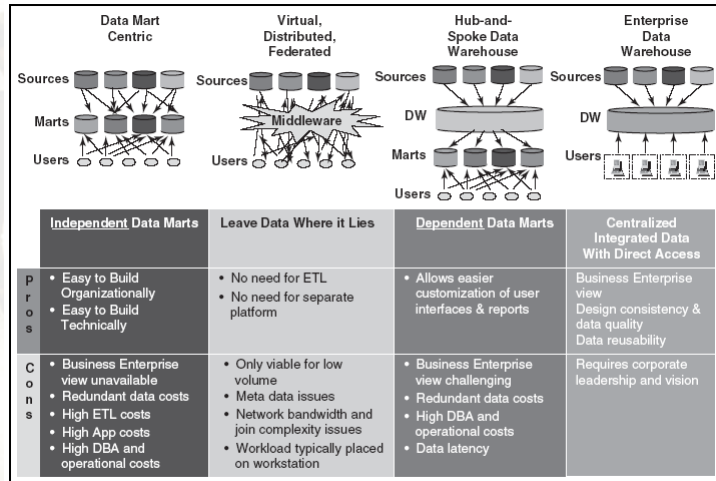 Data Mart
Centric
Sources
Marts
Users
Virtual,
Distributed,
Federated
Sources
Middleware
Users
Hub-and-
Spoke Data
Warehouse
Sources
DW
Marts
Users
Enterprise
Data
Warehouse
Sources
DW
Users
Independent Data Marts
Leave Data Where it Lies
Dependent Data Marts
Centralized
Integrated Data
With Direct Access
Pros
• Easy to Build
Organizationally
• Easy to Build
Technically
• No need for ETL
• No need for separate
platform
• Allows easier
customization of user
interfaces & reports
Business Enterprise
view
Design consistency &
data quality
Data reusability
Cons
• Business Enterprise
view unavailable
• Redundant data costs
• High ETL costs
• High App costs
• High DBA and
operational costs
• Only viable for low
volume
• Meta data issues
• Network bandwidth and
join complexity issues
• Workload typically placed
on workstation
• Business Enterprise
view challenging
• Redundant data costs
• High DBA and
operational costs
• Data latency
Requires corporate
leadership and vision